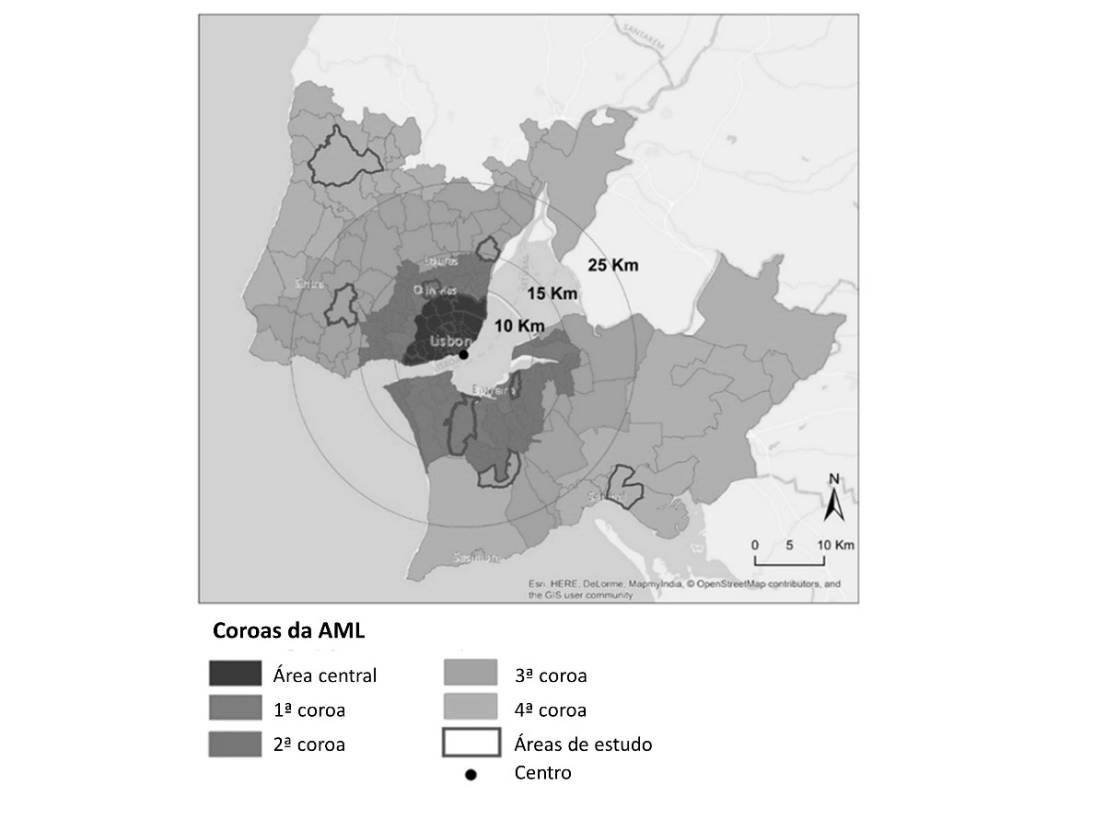 SANTARÉM
25 Km
15 Km
10 Km
Lisbon
N
0 5 10 Km
Esri, HERE, DeLorme, MapmyIndia, © OpenStreetMap contributors, and
the GIS user community
Coroas da AML
Área central
1ª coroa
2ª coroa
3ª coroa
4ª coroa
Áreas de estudo
Centro